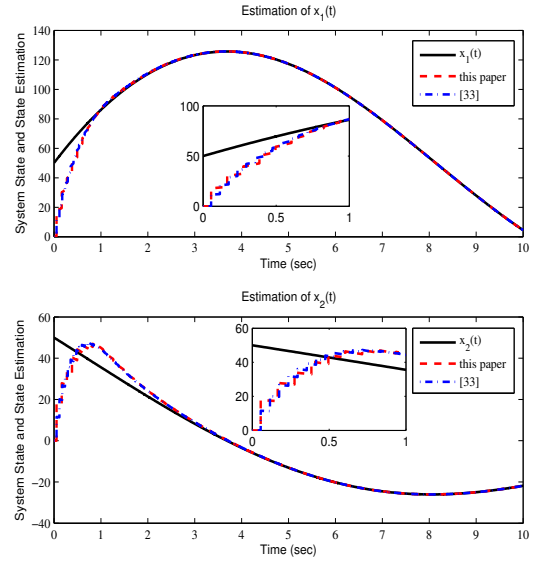 Estimation of x1(t)
System State and State Estimation
140
120
100
80
60
40
20
0
0 1 2 3 4 5 6 7 8 9 10
Time (sec)
x1(t)
this paper
[33]
100
50
0
0 0.5 1
Estimation of x2(t)
System State and State Estimation
60
40
20
0
−20
−40
0 1 2 3 4 5 6 7 8 9 10
Time (sec)
x2(t)
this paper
[33]
60
40
20
0
0 0.5 1